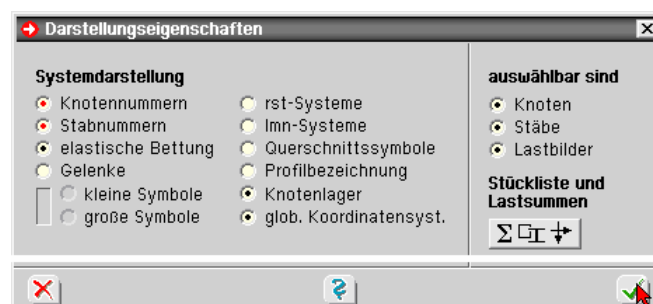 Darstellungseigenschaften
Systemdarstellung
Knotennummern
Stabnummern
elastische Bettung
Gelenke
kleine Symbole
große Symbole
rst-Systeme
lmn-Systeme
Querschnittssymbole
Profilbezeichnung
Knotenlager
glob. Koordinatensyst.
auswählbar sind
Knoten
Stäbe
Lastbilder
Stückliste und
Lastsummen
Σ